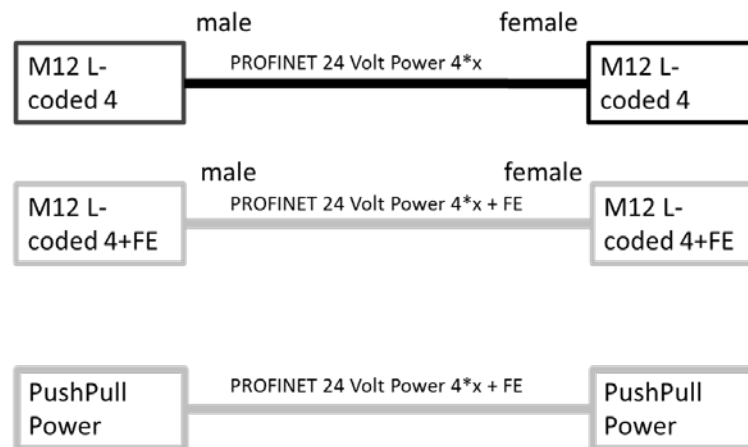 male female
PROFINET 24 Volt Power 4*x
M12 L-
coded 4
M12 L-
coded 4
male female
PROFINET 24 Volt Power 4*x + FE
M12 L-
coded 4+FE
M12 L-
coded 4+FE
PROFINET 24 Volt Power 4*x + FE
PushPull
Power
PushPull
Power